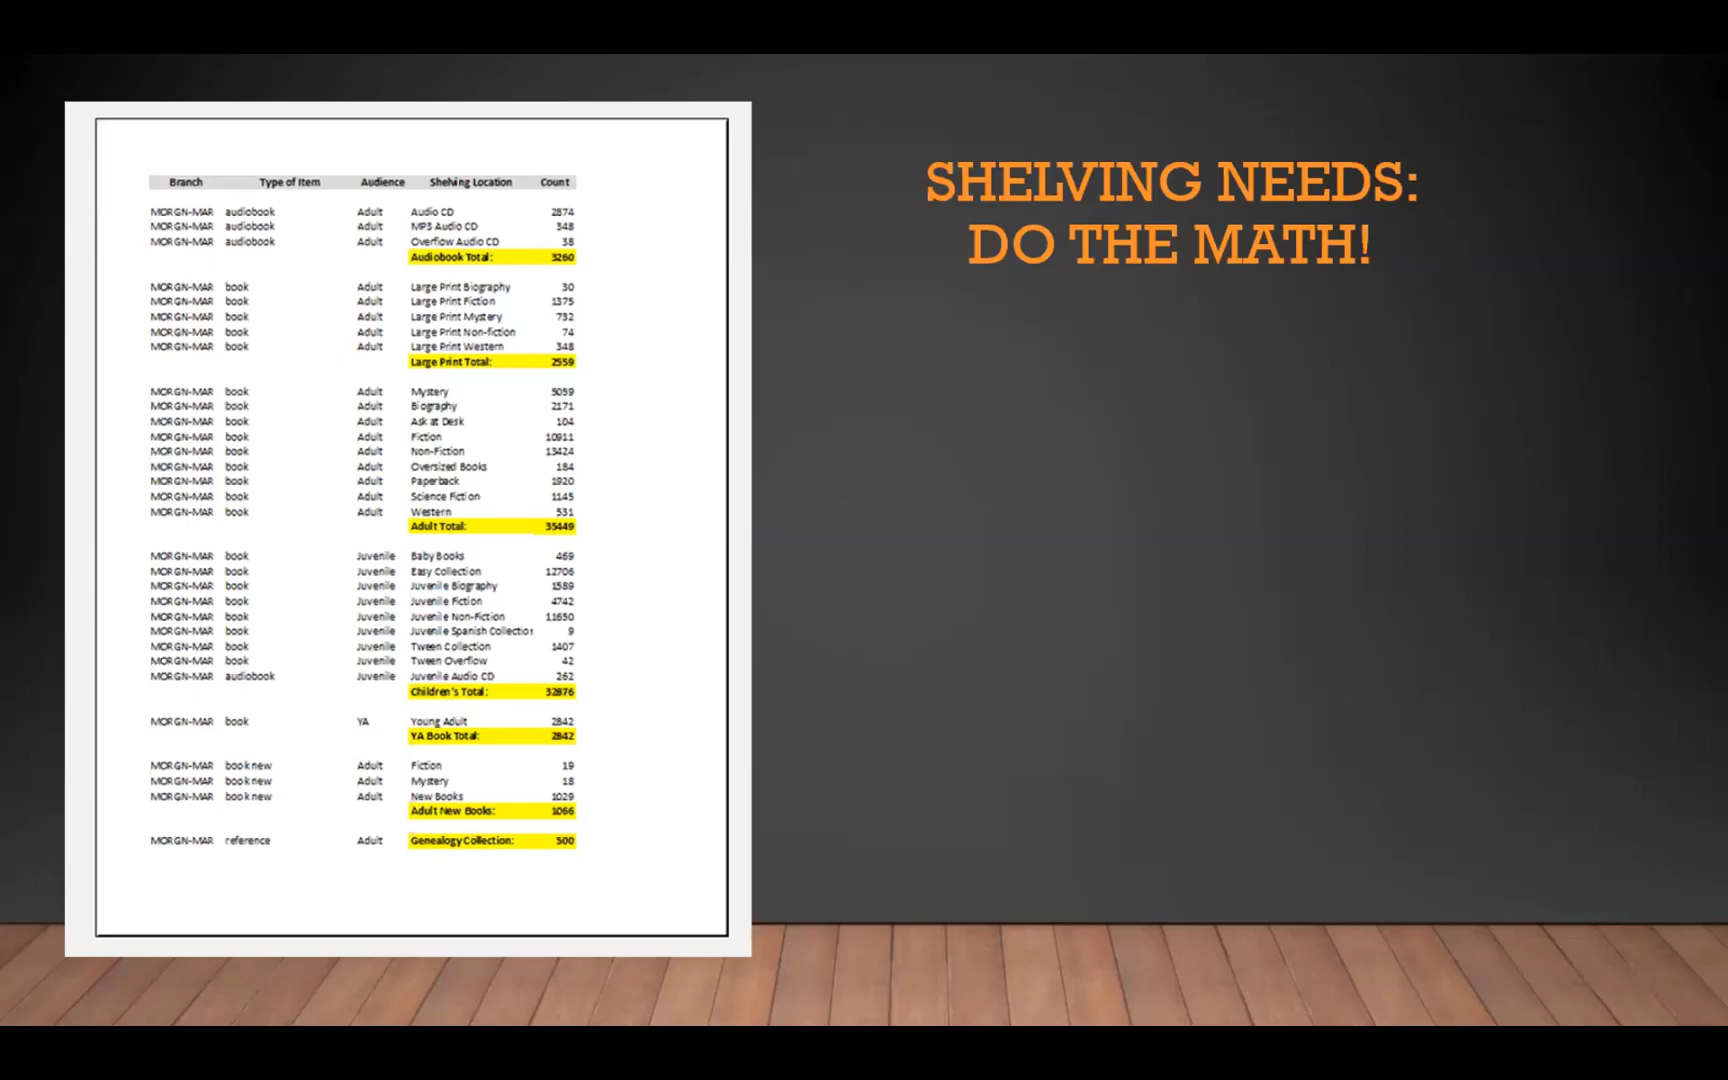 Branch Type of Item Audience Shelving Location Count
MORGN-MAR audiobook Adult Audio CD 2874
MORGN-MAR audiobook Adult MP3 Audio CD 348
MORGN-MAR audiobook Adult Overflow Audio CD 38
Audiobook Total: 3260
MORGN-MAR book Adult Large Print Biography 30
MORGN-MAR book Adult Large Print Fiction 1375
MORGN-MAR book Adult Large Print Mystery 732
MORGN-MAR book Adult Large Print Non-fiction 74
MORGN-MAR book Adult Large Print Western 348
Large Print Total: 2559
MORGN-MAR book Adult Mystery 5059
MORGN-MAR book Adult Biography 2171
MORGN-MAR book Adult Ask at Desk 104
MORGN-MAR book Adult Fiction 10911
MORGN-MAR book Adult Non-Fiction 13424
MORGN-MAR book Adult Oversized Books 184
MORGN-MAR book Adult Paperback 1920
MORGN-MAR book Adult Science Fiction 1145
MORGN-MAR book Adult Western 531
Adult Total: 35449
MORGN-MAR book Juvenile Baby Books 469
MORGN-MAR book Juvenile Easy Collection 12706
MORGN-MAR book Juvenile Juvenile Biography 1589
MORGN-MAR book Juvenile Juvenile Fiction 4742
MORGN-MAR book Juvenile Juvenile Non-Fiction 11650
MORGN-MAR book Juvenile Juvenile Spanish Collection 9
MORGN-MAR book Juvenile Tween Collection 1407
MORGN-MAR book Juvenile Tween Overflow 42
MORGN-MAR audiobook Juvenile Juvenile Audio CD 262
Children's Total: 32876
MORGN-MAR book YA Young Adult 2842
YA Book Total: 2842
MORGN-MAR book new Adult Fiction 19
MORGN-MAR book new Adult Mystery 18
MORGN-MAR book new Adult New Books 1029
Adult New Books: 1066
MORGN-MAR reference Adult Genealogy Collection: 500
SHELVING NEEDS:
DO THE MATH!